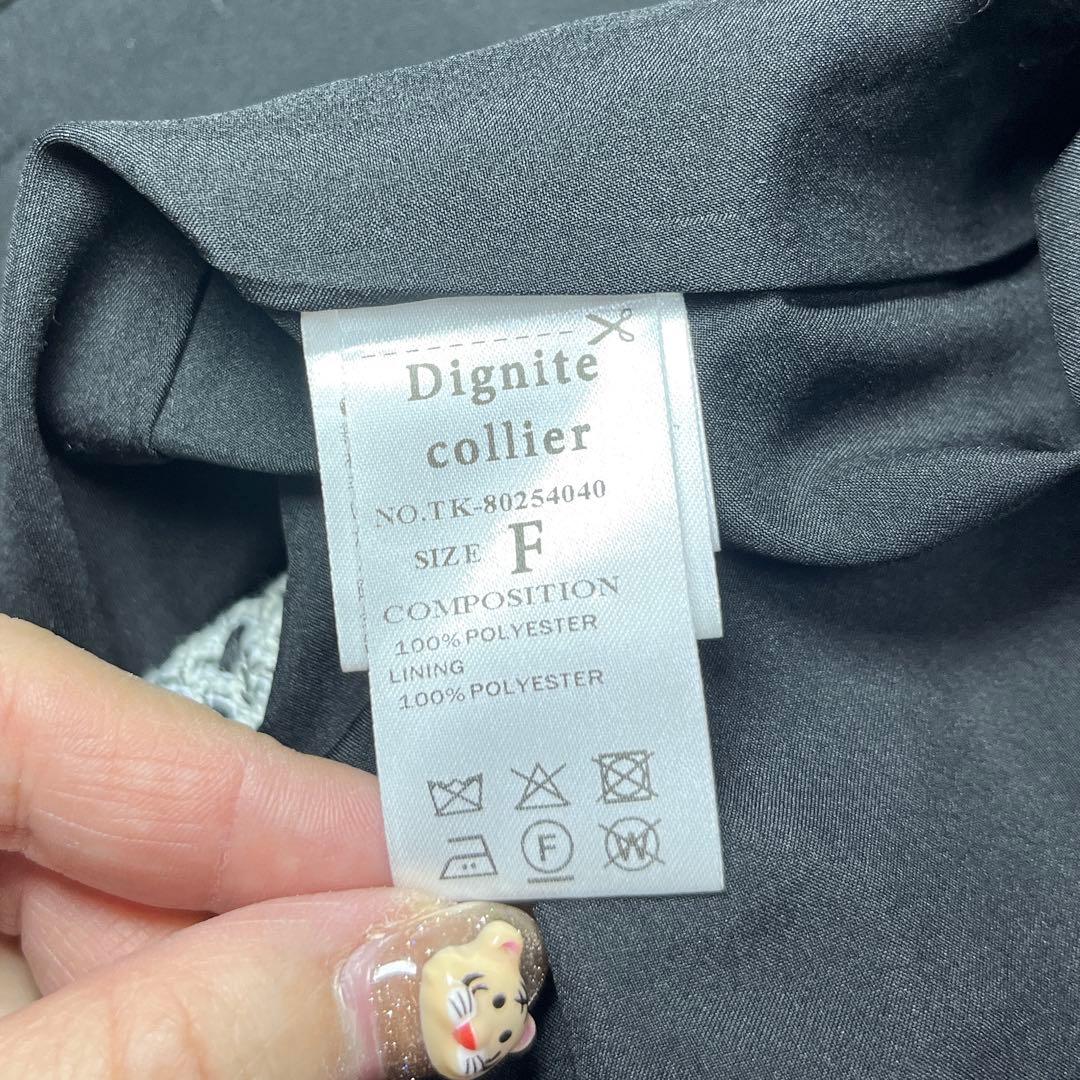 Dignite
collier
NO.TK-80254040
SIZE F
COMPOSITION
100% POLYESTER
LINING
100% POLYESTER
F
W